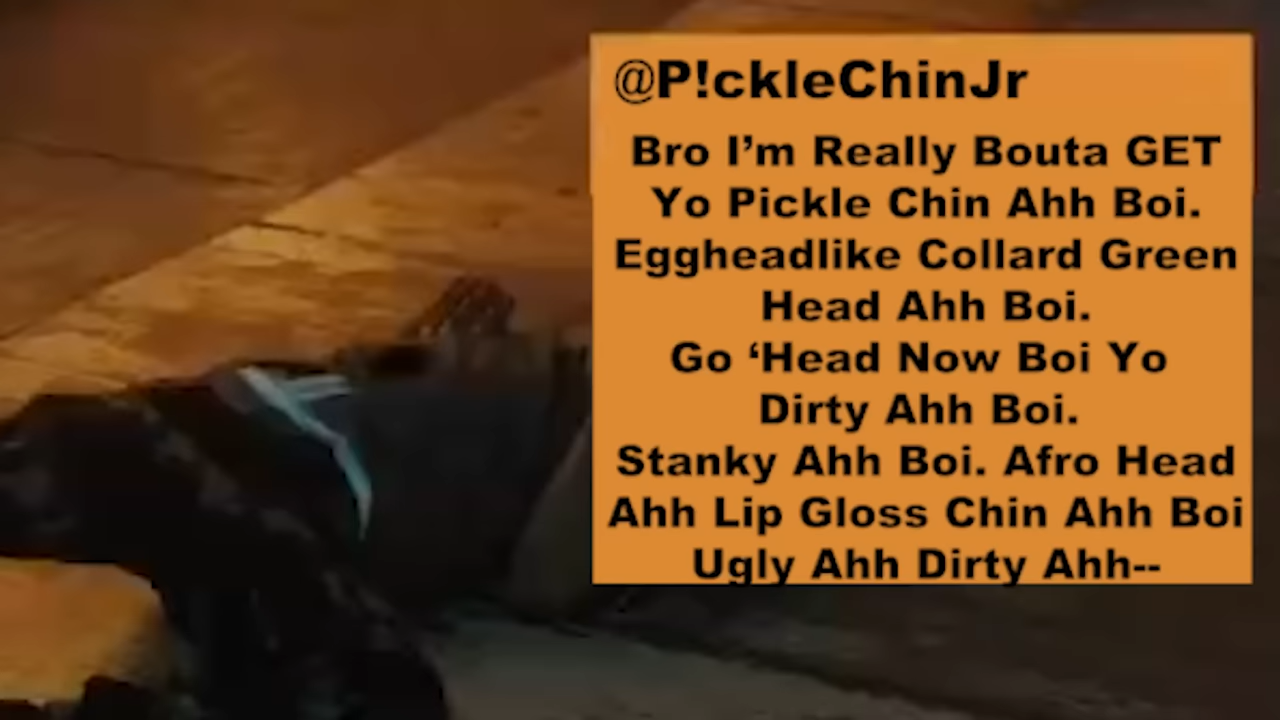 @P!ckleChinJr
Bro I’m Really Bouta GET
Yo Pickle Chin Ahh Boi.
Eggheadlike Collard Green
Head Ahh Boi.
Go ‘Head Now Boi Yo
Dirty Ahh Boi.
Stanky Ahh Boi. Afro Head
Ahh Lip Gloss Chin Ahh Boi
Ugly Ahh Dirty Ahh--